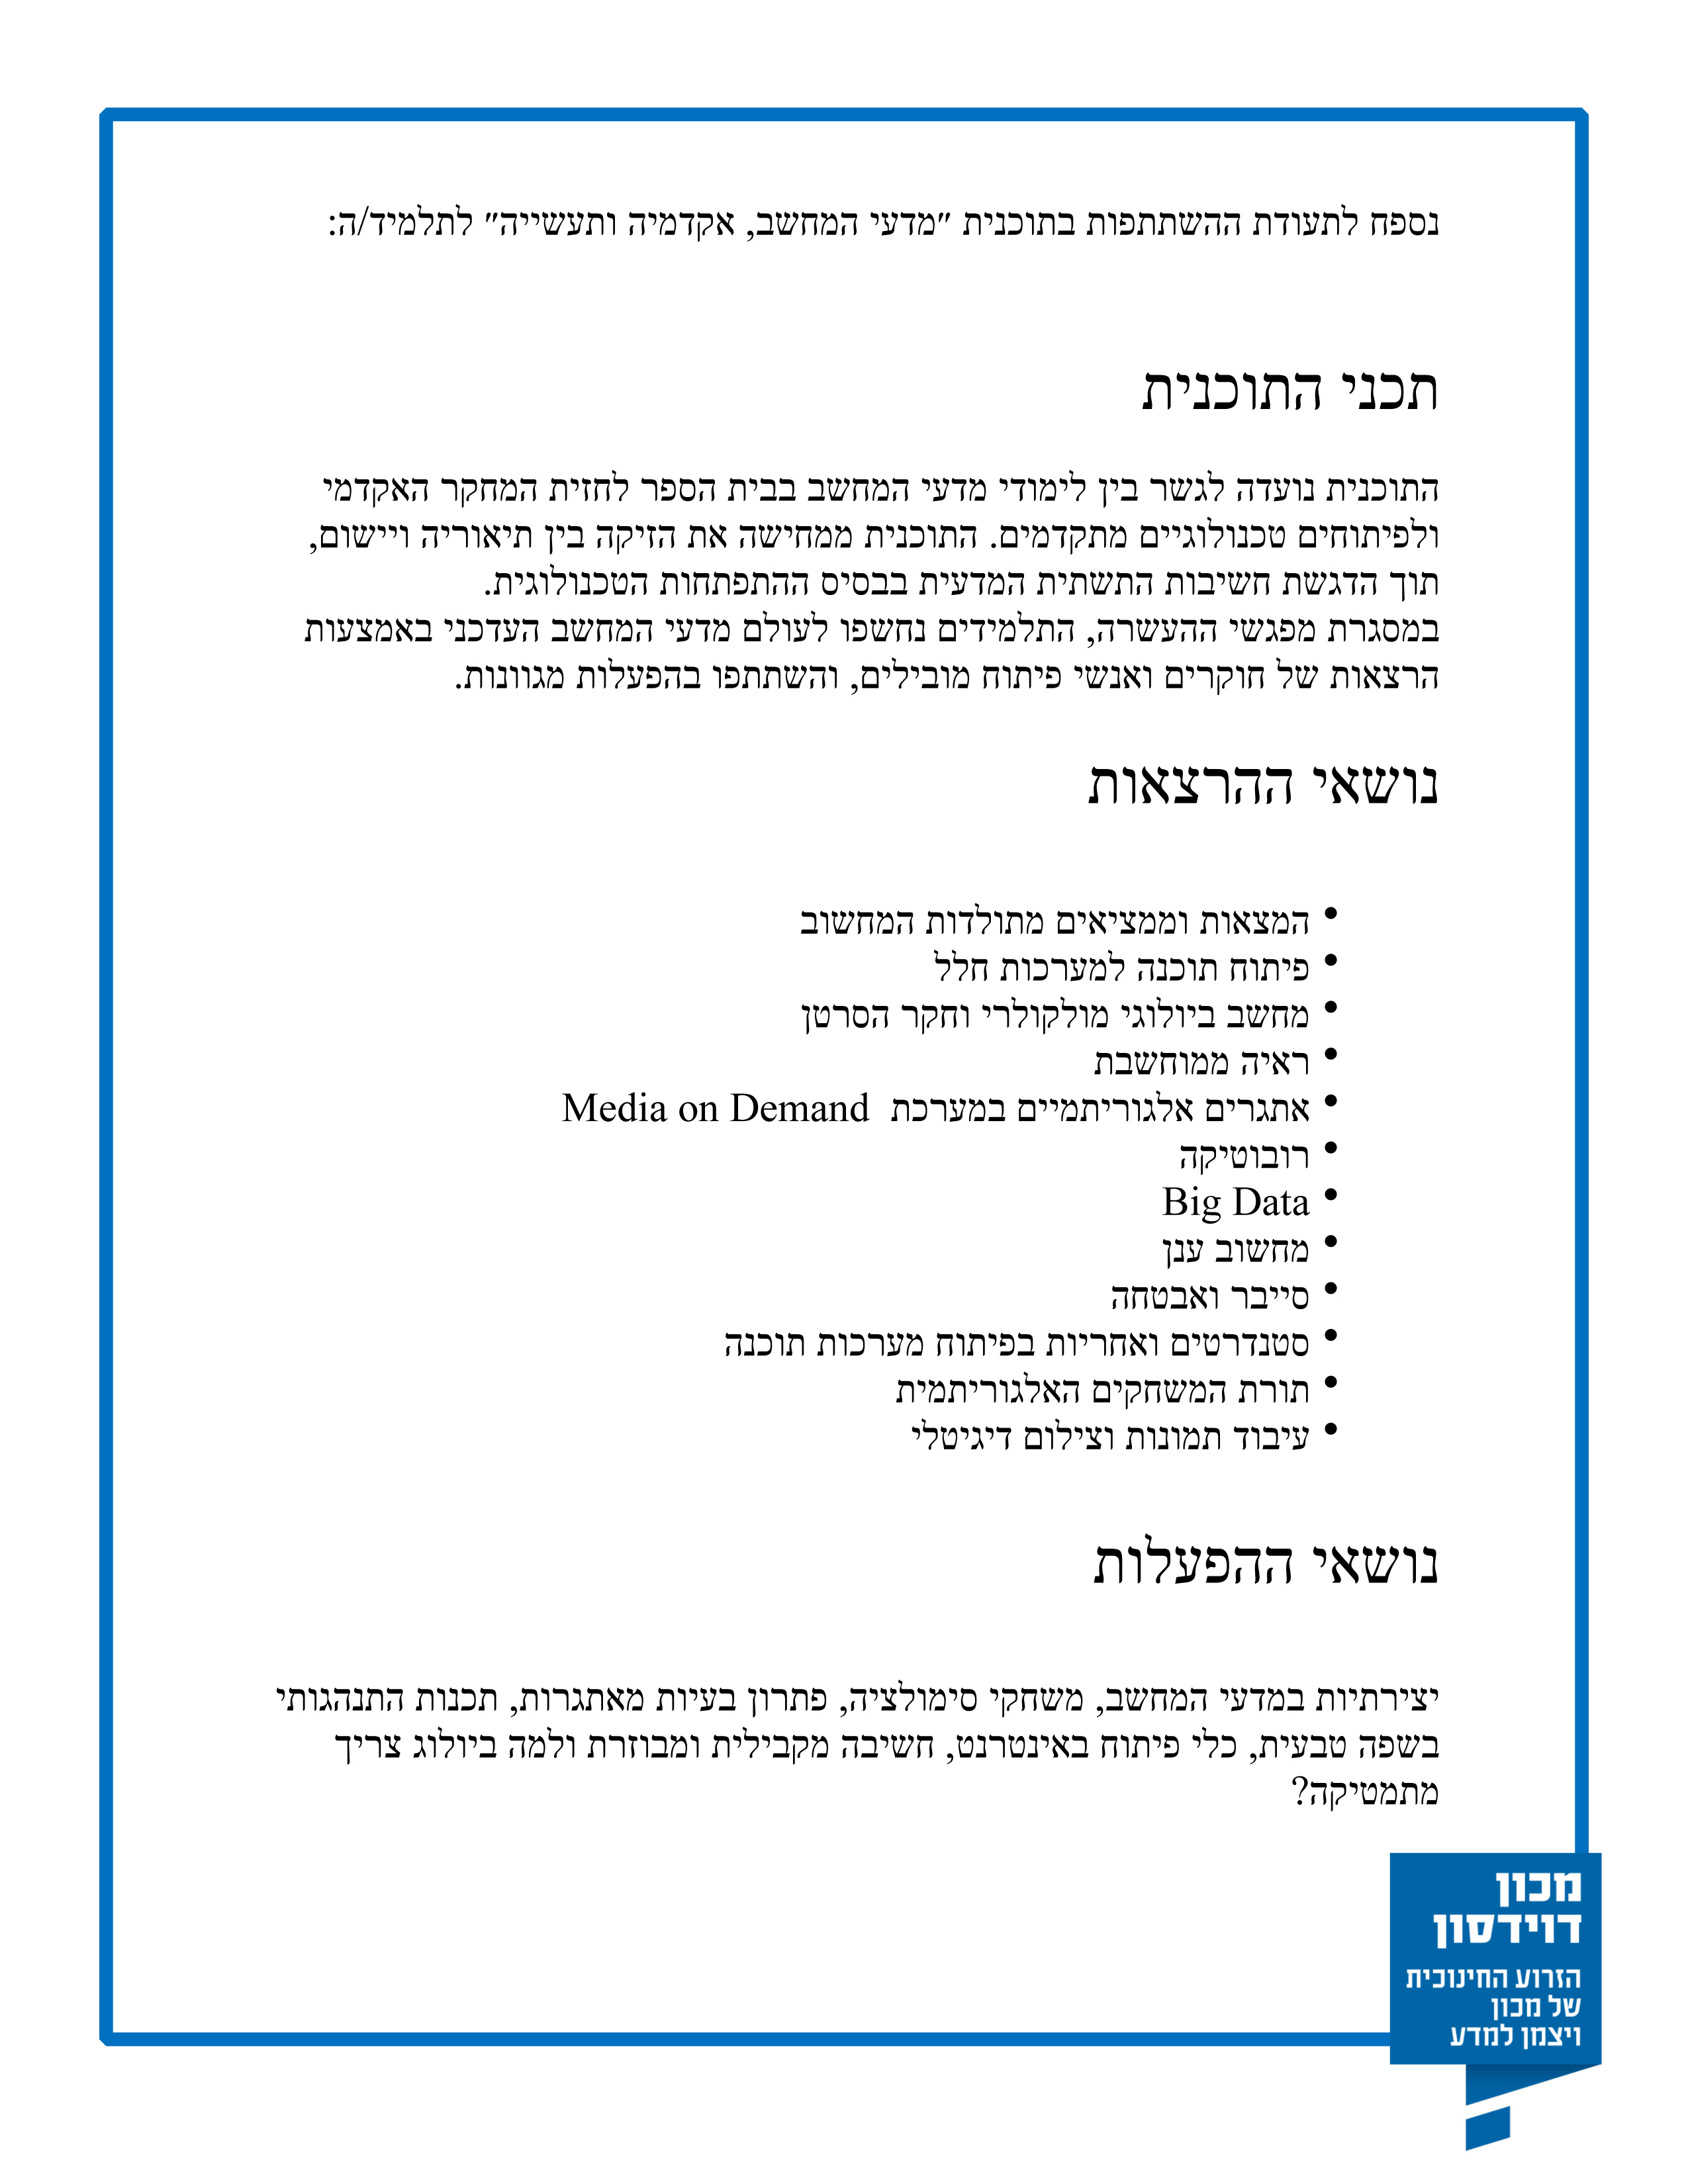 נספח לתעודת ההשתתפות בתוכנית "מדעי המחשב, אקדמיה ותעשייה" לתלמיד/ה:
תכני התוכנית
התוכנית נועדה לגשר בין לימודי מדעי המחשב בבית הספר לחזית המחקר האקדמי
ולפיתוחים טכנולוגיים מתקדמים. התוכנית ממחישה את הזיקה בין תיאוריה ויישום,
תוך הדגשת חשיבות התשתית המדעית בבסיס ההתפתחות הטכנולוגית.
במסגרת מפגשי ההעשרה, התלמידים נחשפו לעולם מדעי המחשב העדכני באמצעות
הרצאות של חוקרים ואנשי פיתוח מובילים, והשתתפו בהפעלות מגוונות.
נושאי ההרצאות
• המצאות וממציאים מתולדות המחשוב
• פיתוח תוכנה למערכות חלל
• מחשב ביולוגי מולקולרי וחקר הסרטן
• ראיה ממוחשבת
• אתגרים אלגוריתמיים במערכת Media on Demand
• רובוטיקה
• Big Data
• מחשוב ענן
• סייבר ואבטחה
• סטנדרטים ואחריות בפיתוח מערכות תוכנה
• תורת המשחקים האלגוריתמית
• עיבוד תמונות וצילום דיגיטלי
נושאי ההפעלות
יצירתיות במדעי המחשב, משחקי סימולציה, פתרון בעיות מאתגרות, תכנות התנהגותי
בשפה טבעית, כלי פיתוח באינטרנט, חשיבה מקבילית ומבוזרת ולמה ביולוג צריך
מתמטיקה?
מכון
דוידסון
הזרוע החינוכית
של מכון
ויצמן למדע